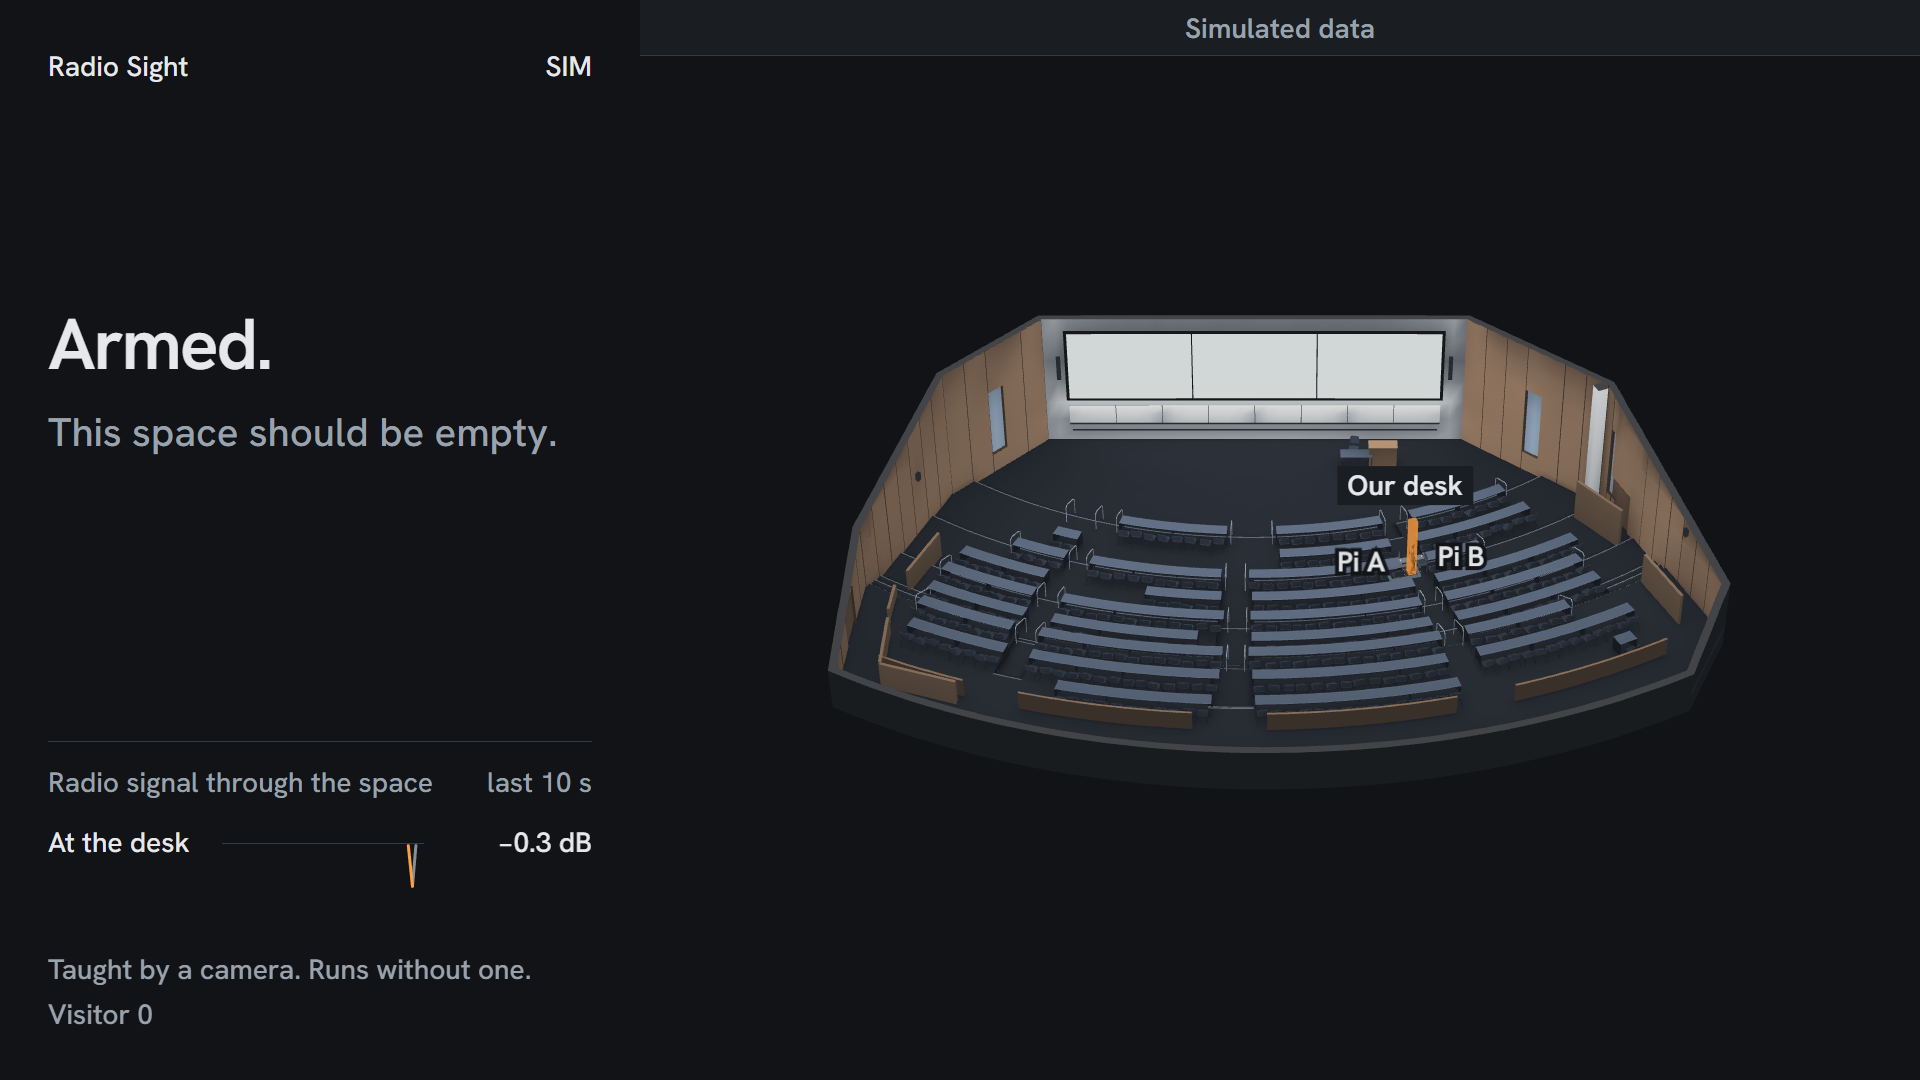 Radio Sight
SIM
Simulated data
Armed.
This space should be empty.
Our desk
Pi A
Pi B
Radio signal through the space
last 10 s
At the desk
−0.3 dB
Taught by a camera. Runs without one.
Visitor 0